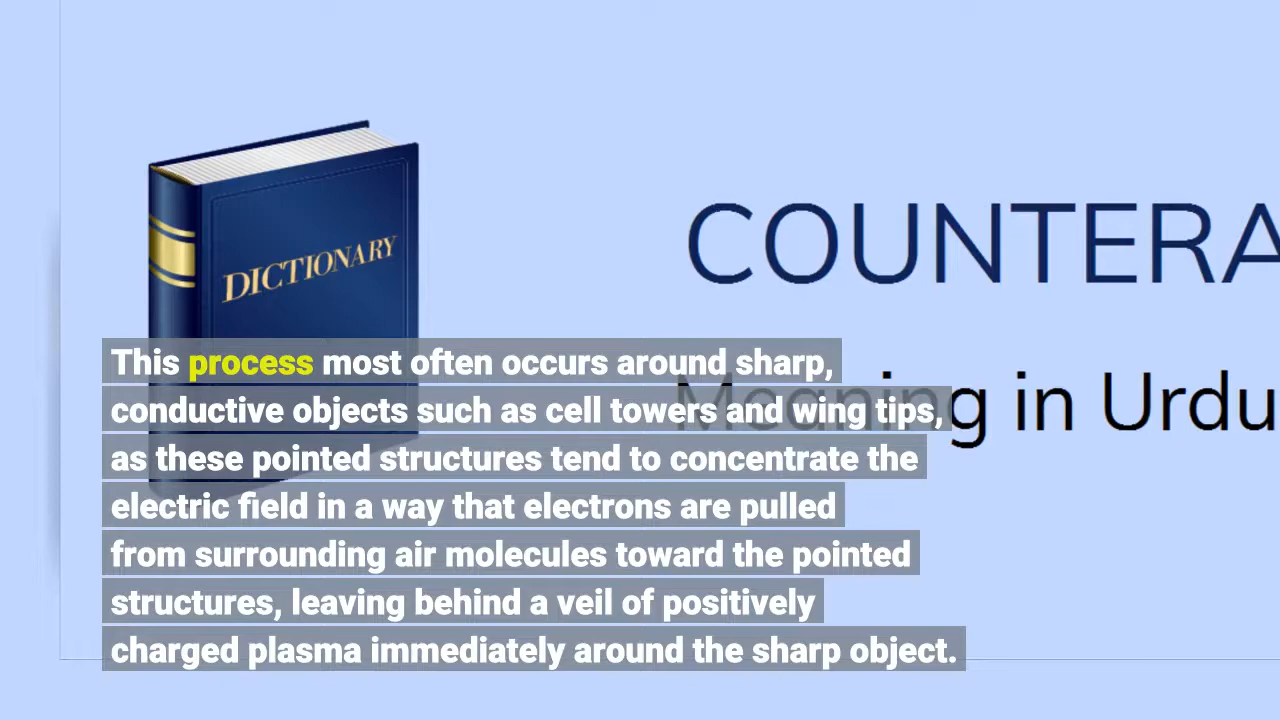 DICTIONARY
COUNTERA
Meaning in Urdu
This process most often occurs around sharp,
conductive objects such as cell towers and wing tips,
as these pointed structures tend to concentrate the
electric field in a way that electrons are pulled
from surrounding air molecules toward the pointed
structures, leaving behind a veil of positively
charged plasma immediately around the sharp object.